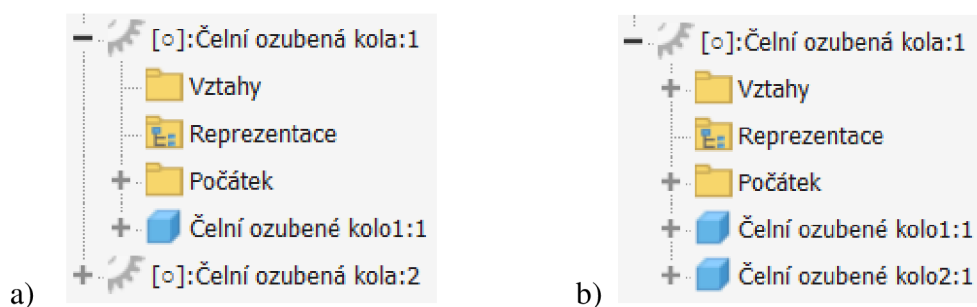 [○]:Čelní ozubená kola:1
Vztahy
Reprezentace
Počátek
Čelní ozubené kolo1:1
[○]:Čelní ozubená kola:2
a)
[○]:Čelní ozubená kola:1
Vztahy
Reprezentace
Počátek
Čelní ozubené kolo1:1
Čelní ozubené kolo2:1
b)